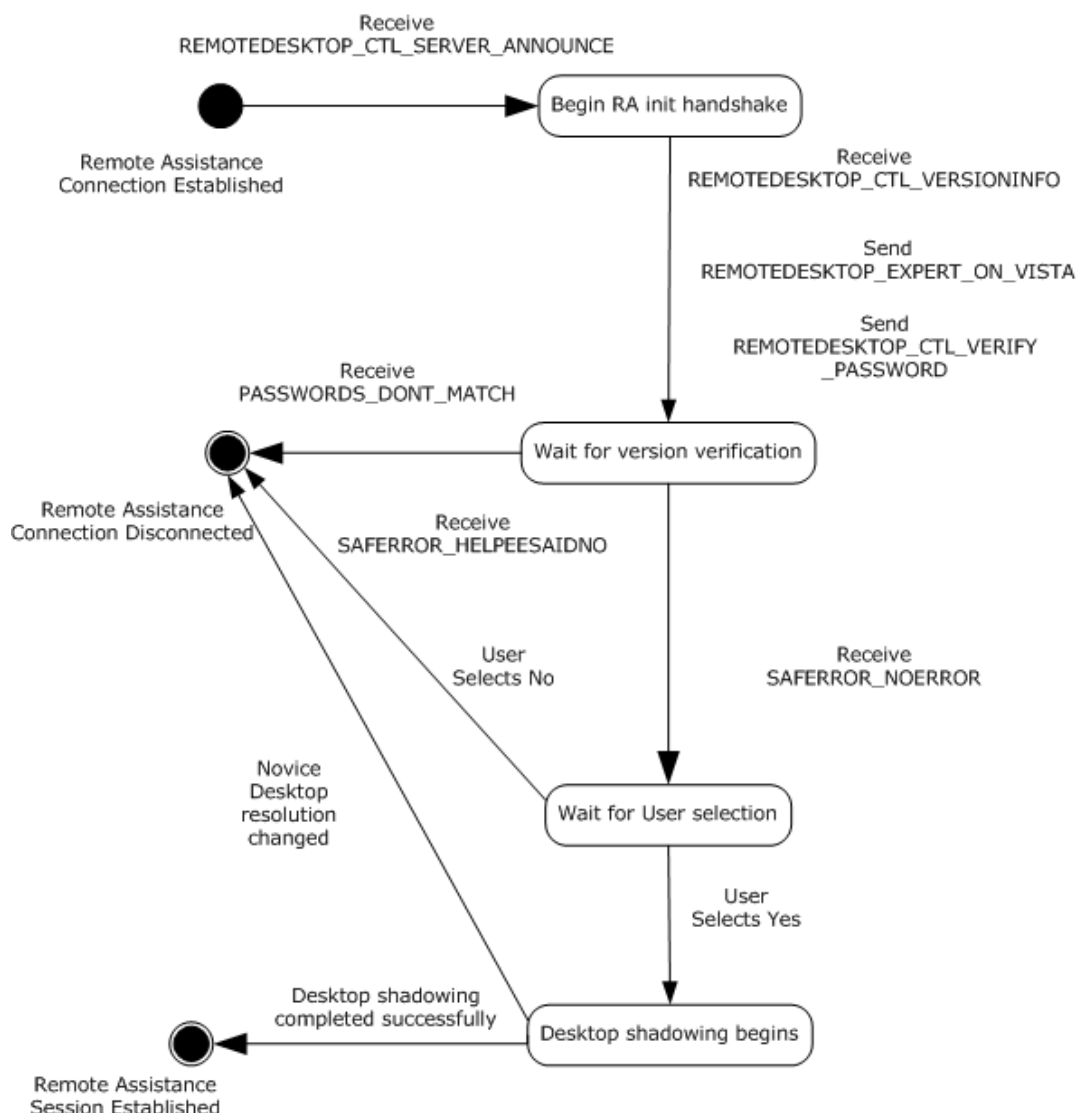 Receive
REMOTEDESKTOP_CTL_SERVER_ANNOUNCE
Begin RA init handshake
Remote Assistance
Connection Established
Receive
REMOTEDESKTOP_CTL_VERSIONINFO
Send
REMOTEDESKTOP_EXPERT_ON_VISTA
Send
REMOTEDESKTOP_CTL_VERIFY
_PASSWORD
Receive
PASSWORDS_DONT_MATCH
Wait for version verification
Remote Assistance
Connection Disconnected
Receive
SAFERROR_HELPEESAIDNO
User
Selects No
Receive
SAFERROR_NOERROR
Novice
Desktop
resolution
changed
Wait for User selection
User
Selects Yes
Desktop shadowing
completed successfully
Desktop shadowing begins
Remote Assistance
Session Established